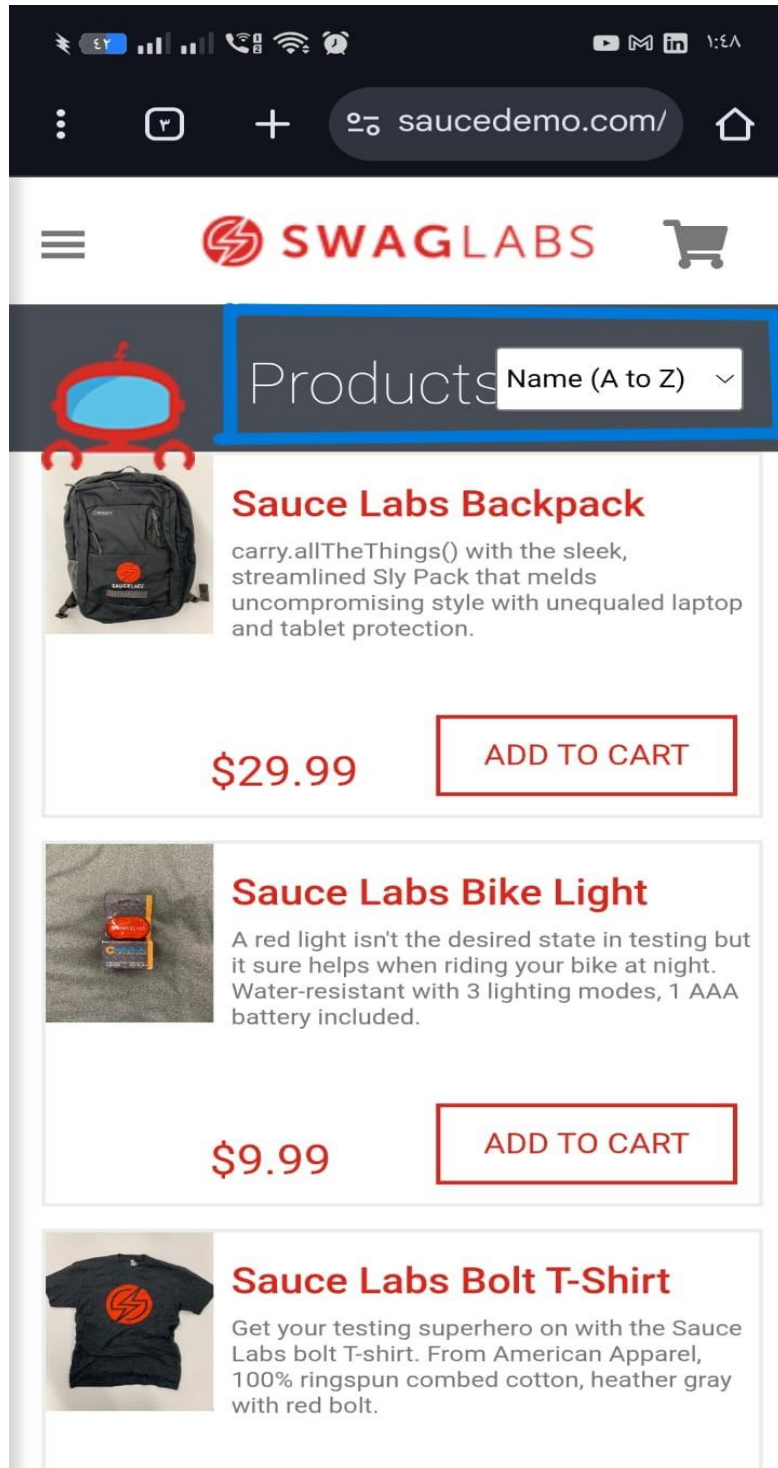 ٤٢
١:٤٨
٣
saucedemo.com/
SWAGLABS
Products
Name (A to Z)
Sauce Labs Backpack
carry.allTheThings() with the sleek,
streamlined Sly Pack that melds
uncompromising style with unequaled laptop
and tablet protection.
$29.99
ADD TO CART
Sauce Labs Bike Light
A red light isn't the desired state in testing but
it sure helps when riding your bike at night.
Water-resistant with 3 lighting modes, 1 AAA
battery included.
$9.99
ADD TO CART
Sauce Labs Bolt T-Shirt
Get your testing superhero on with the Sauce
Labs bolt T-shirt. From American Apparel,
100% ringspun combed cotton, heather gray
with red bolt.